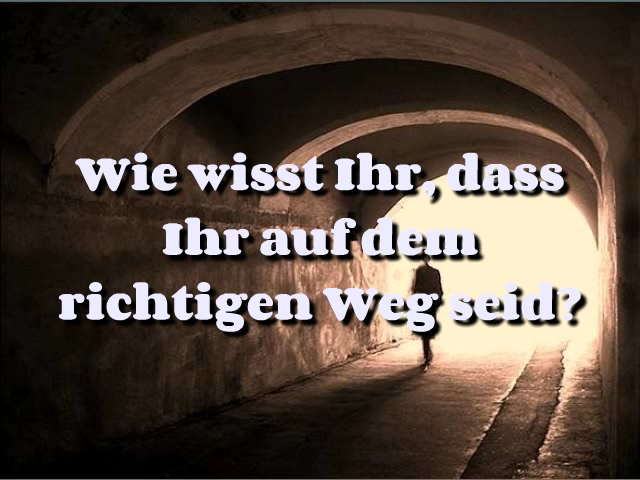 Wie wisst Ihr, dass
Ihr auf dem
richtigen Weg seid?